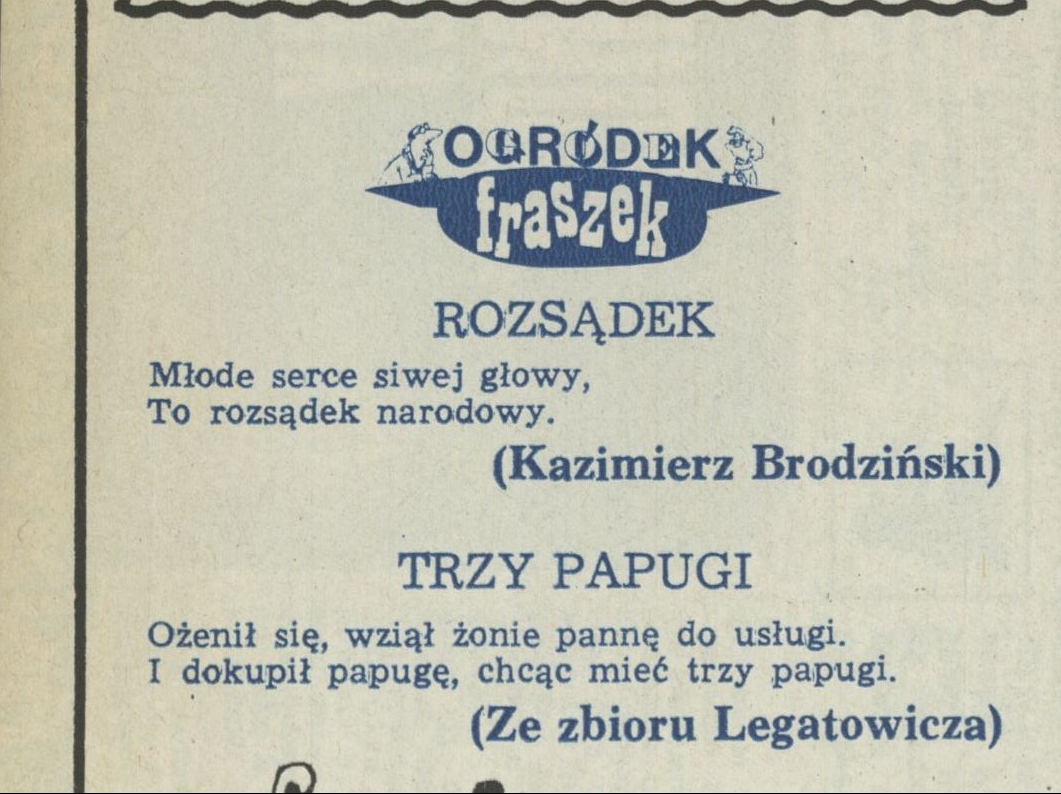 OGRÓDEK
fraszek
ROZSĄDEK
Młode serce siwej głowy,
To rozsądek narodowy.
(Kazimierz Brodziński)
TRZY PAPUGI
Ożenił się, wziął żonie pannę do usługi.
I dokupił papugę, chcąc mieć trzy papugi.
(Ze zbioru Legatowicza)